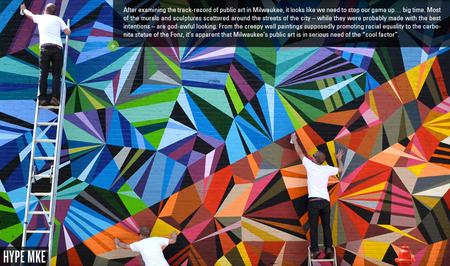 After examining the track-record of public art in Milwaukee, it looks like we need to step our game up… big time. Most
of the murals and sculptures scattered around the streets of the city – while they were probably made with the best
intentions – are god-awful looking. From the creepy wall paintings supposedly promoting racial equality to the carbo-
nite statue of the Fonz, it's apparent that Milwaukee's public art is in serious need of the "cool factor".
HYPE MKE